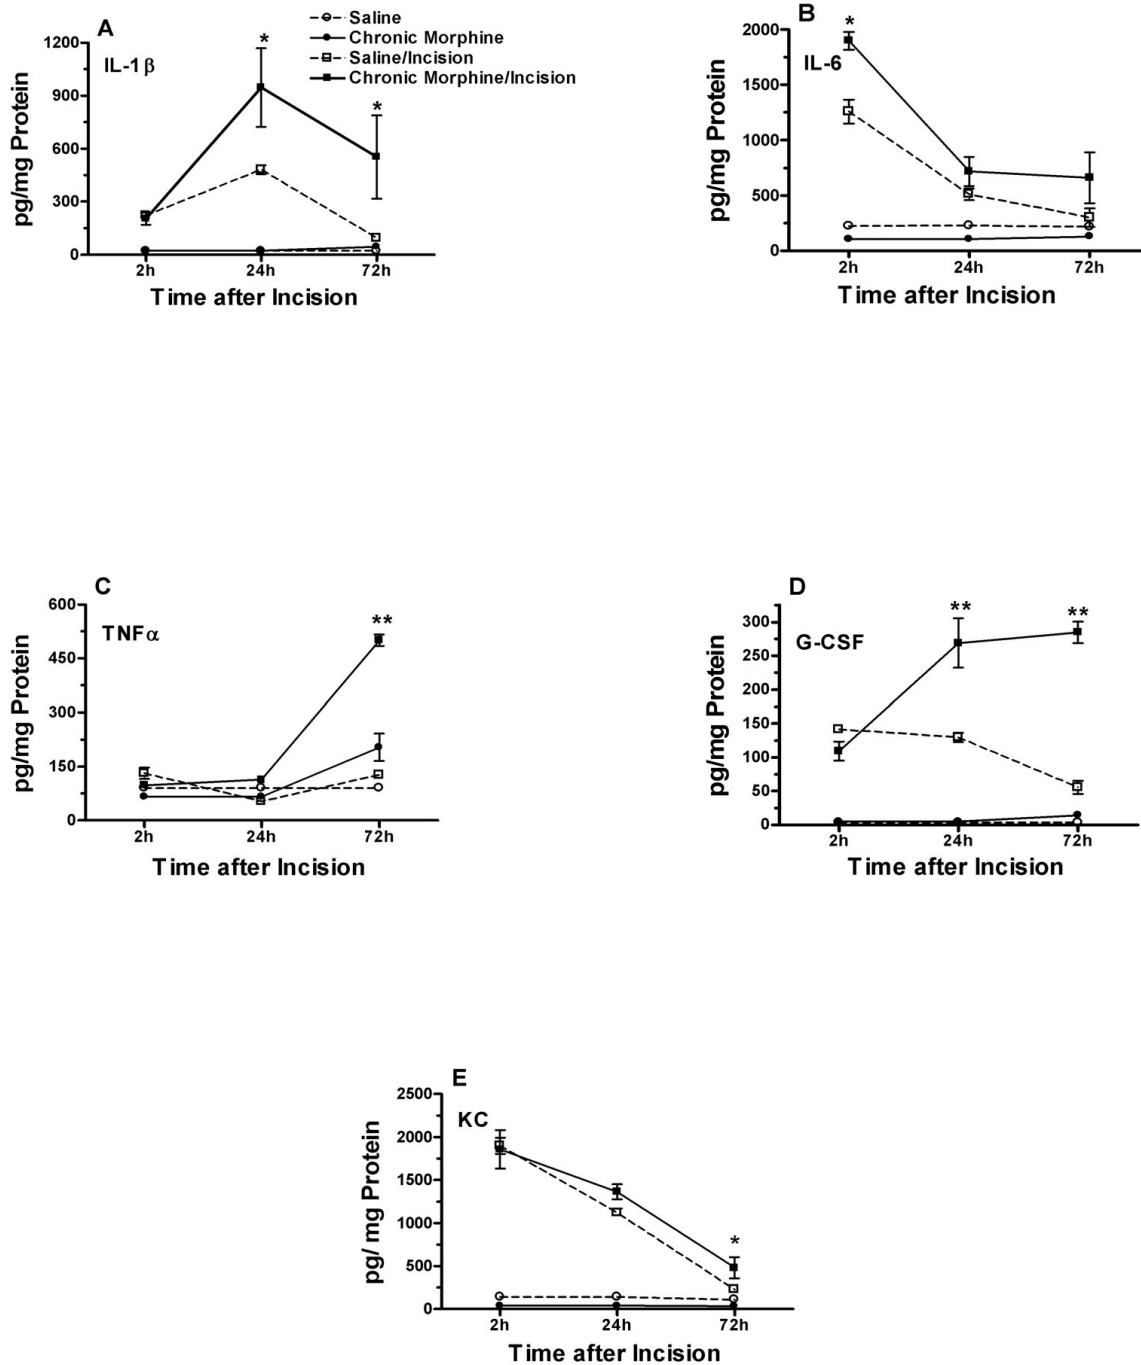 A
Saline
Chronic Morphine
Saline/Incision
Chronic Morphine/Incision
IL-1β
pg/mg Protein
1200
900
600
300
0
*
*
2h 24h 72h
Time after Incision
B
IL-6
pg/mg Protein
2000
1500
1000
500
0
*
2h 24h 72h
Time after Incision
C
TNFα
pg/mg Protein
600
450
300
150
0
**
2h 24h 72h
Time after Incision
D
G-CSF
pg/mg Protein
300
250
200
150
100
50
0
**
**
2h 24h 72h
Time after Incision
E
KC
pg/ mg Protein
2500
2000
1500
1000
500
0
*
2h 24h 72h
Time after Incision